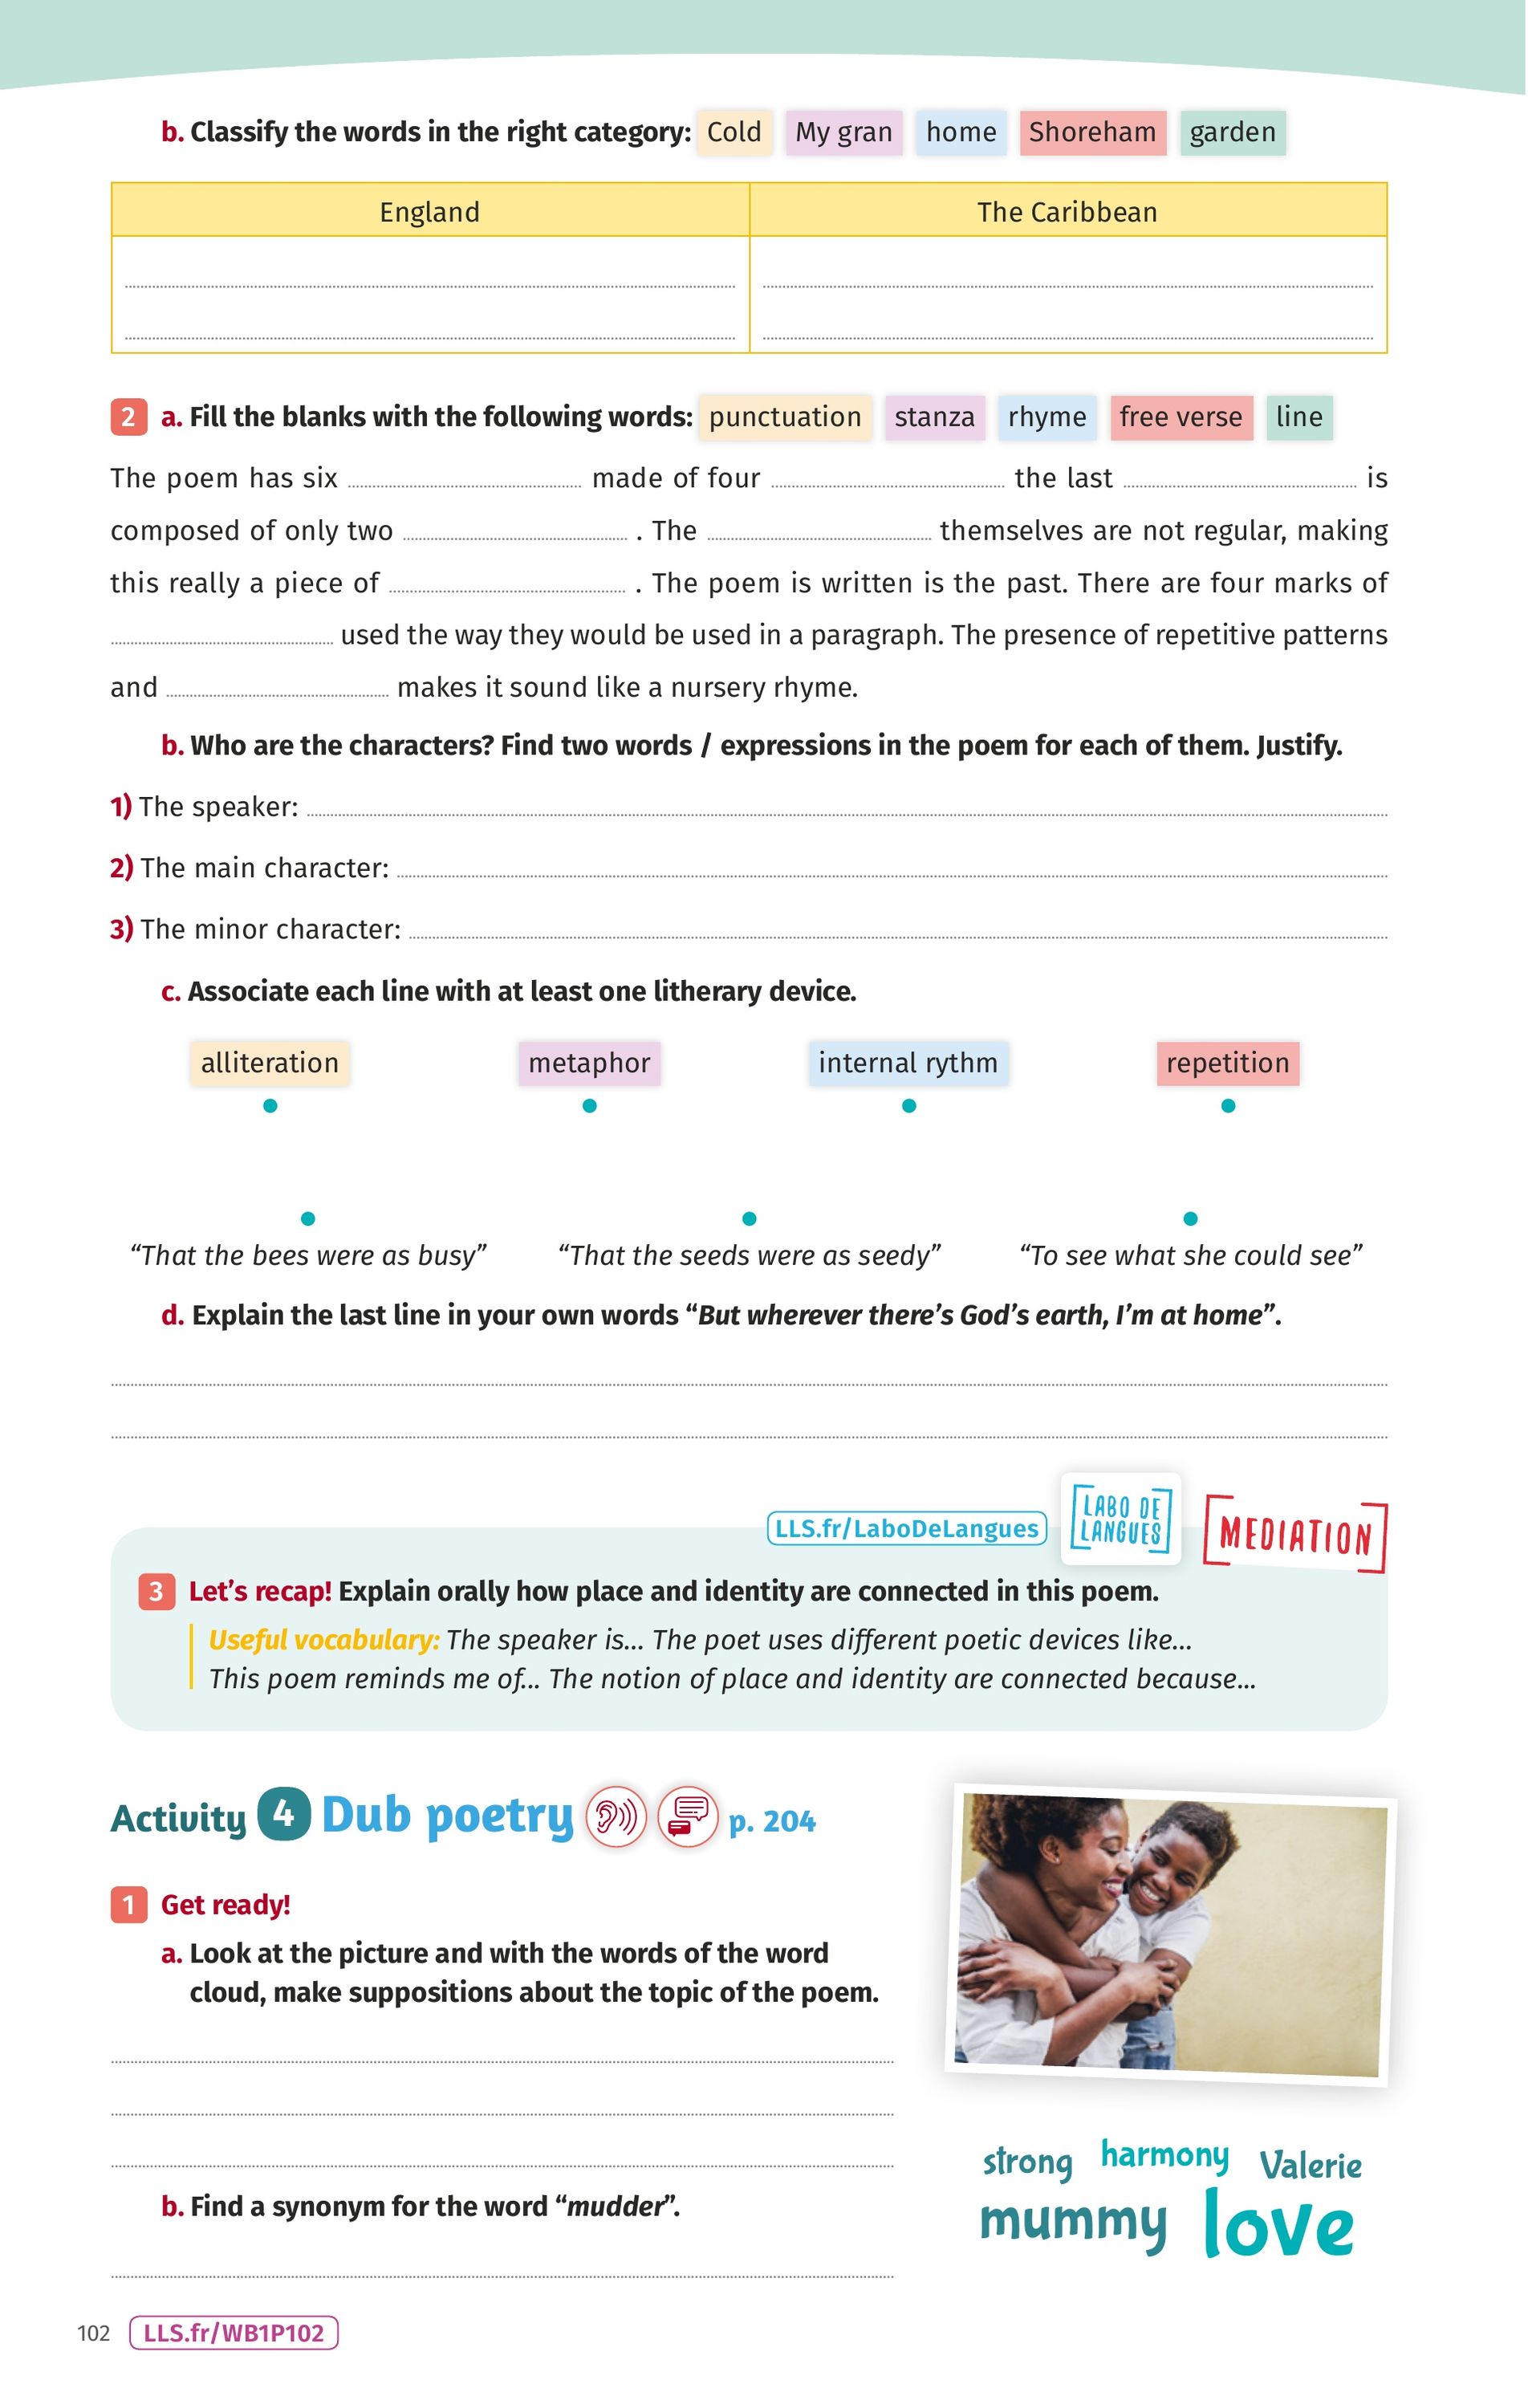 b. Classify the words in the right category: Cold My gran home Shoreham garden
England The Caribbean
2 a. Fill the blanks with the following words: punctuation stanza rhyme free verse line
The poem has six made of four the last is
composed of only two . The themselves are not regular, making
this really a piece of . The poem is written is the past. There are four marks of
used the way they would be used in a paragraph. The presence of repetitive patterns
and makes it sound like a nursery rhyme.
b. Who are the characters? Find two words / expressions in the poem for each of them. Justify.
1) The speaker:
2) The main character:
3) The minor character:
c. Associate each line with at least one litherary device.
alliteration metaphor internal rythm repetition
“That the bees were as busy” “That the seeds were as seedy” “To see what she could see”
d. Explain the last line in your own words “But wherever there’s God’s earth, I’m at home”.
LLS.fr/LaboDeLangues LABO DE LANGUES MEDIATION
3 Let’s recap! Explain orally how place and identity are connected in this poem.
Useful vocabulary: The speaker is... The poet uses different poetic devices like...
This poem reminds me of... The notion of place and identity are connected because...
Activity 4 Dub poetry p. 204
1 Get ready!
a. Look at the picture and with the words of the word
cloud, make suppositions about the topic of the poem.
b. Find a synonym for the word “mudder”.
strong harmony Valerie
mummy love
102 LLS.fr/WB1P102